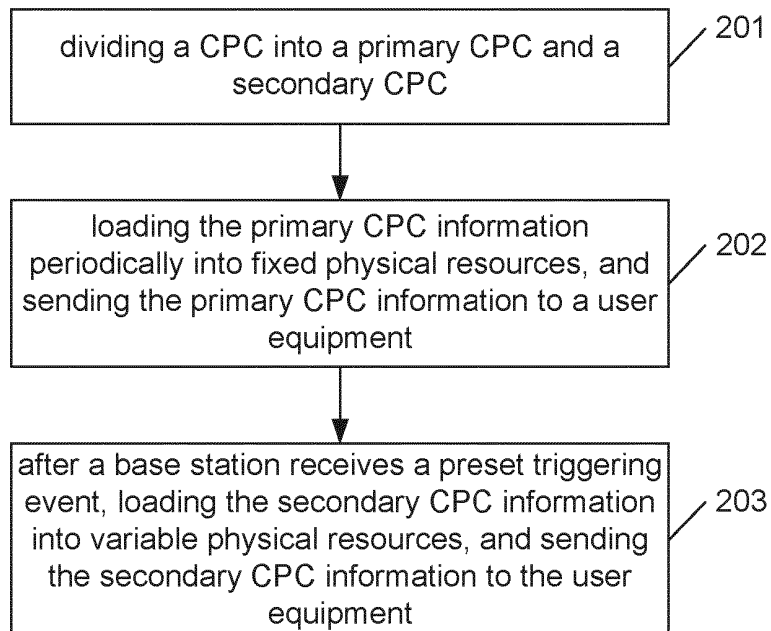 dividing a CPC into a primary CPC and a
secondary CPC
201
loading the primary CPC information
periodically into fixed physical resources, and
sending the primary CPC information to a user
equipment
202
after a base station receives a preset triggering
event, loading the secondary CPC information
into variable physical resources, and sending
the secondary CPC information to the user
equipment
203